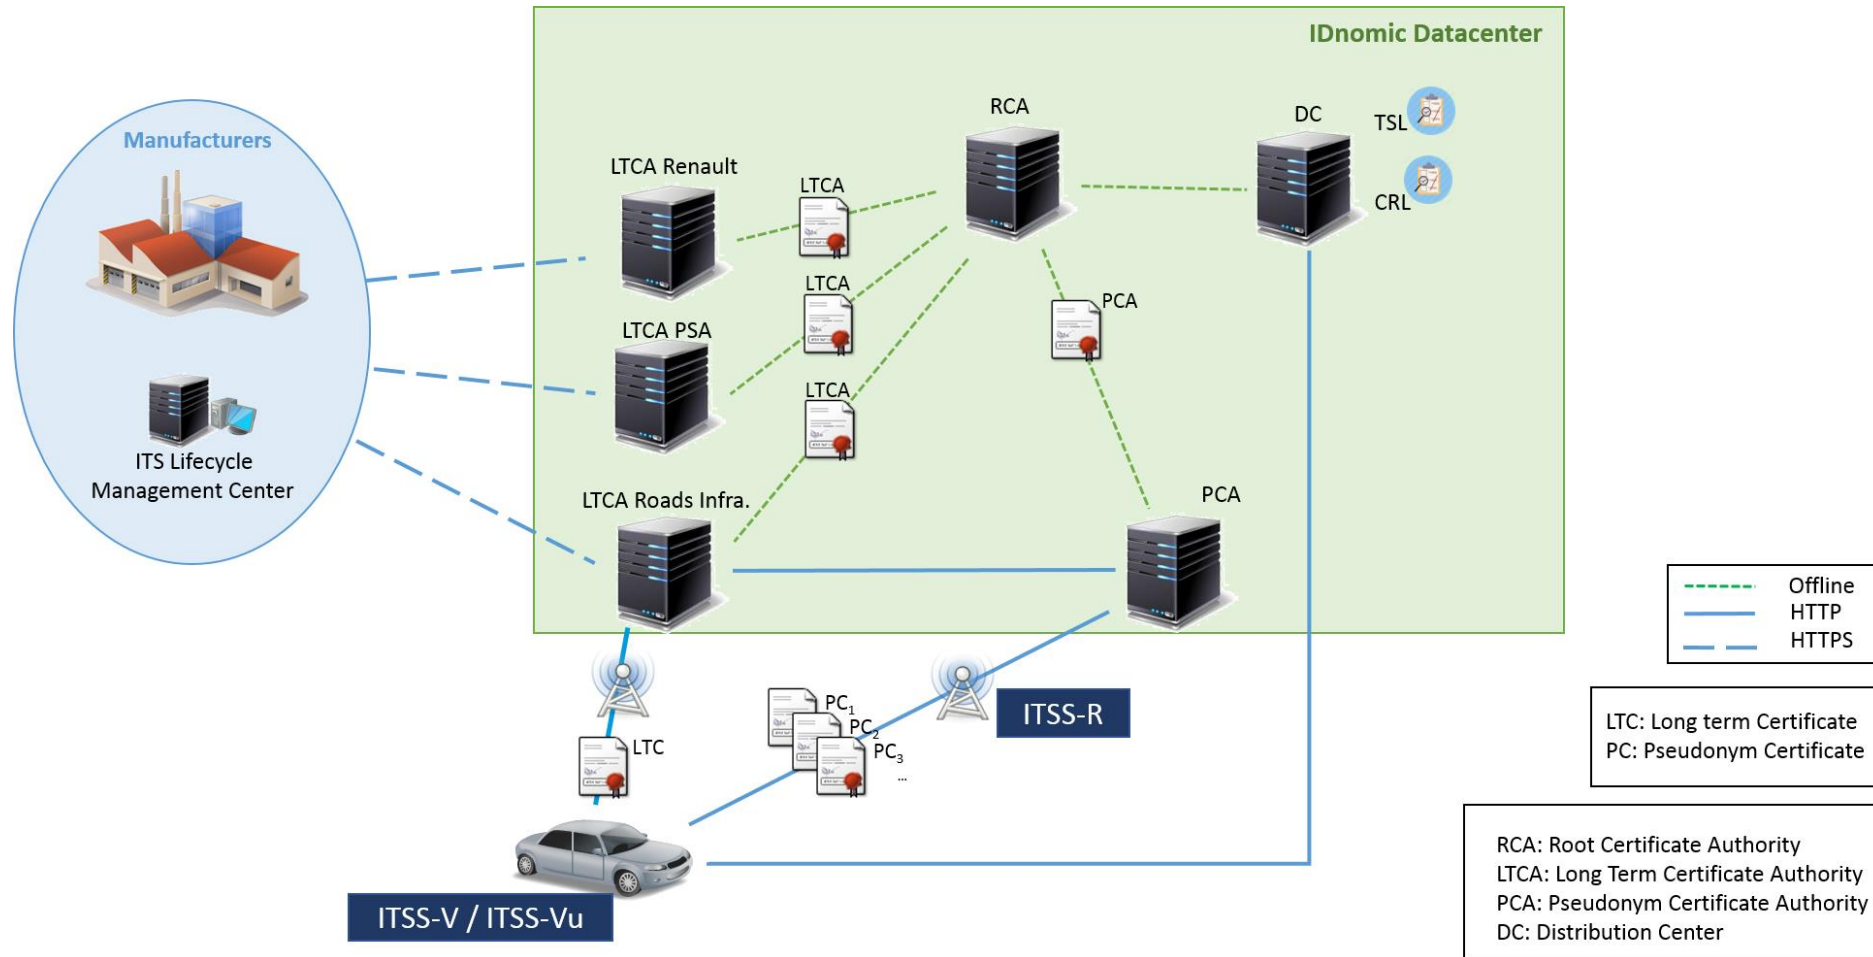 IDnomic Datacenter
Manufacturers
ITS Lifecycle
Management Center
LTCA Renault
LTCA PSA
LTCA Roads Infra.
LTCA
LTCA
LTCA
RCA
DC
TSL
CRL
PCA
PCA
LTC
PC1
PC2
PC3
...
ITSS-R
ITSS-V / ITSS-Vu
Offline
HTTP
HTTPS
LTC: Long term Certificate
PC: Pseudonym Certificate
RCA: Root Certificate Authority
LTCA: Long Term Certificate Authority
PCA: Pseudonym Certificate Authority
DC: Distribution Center